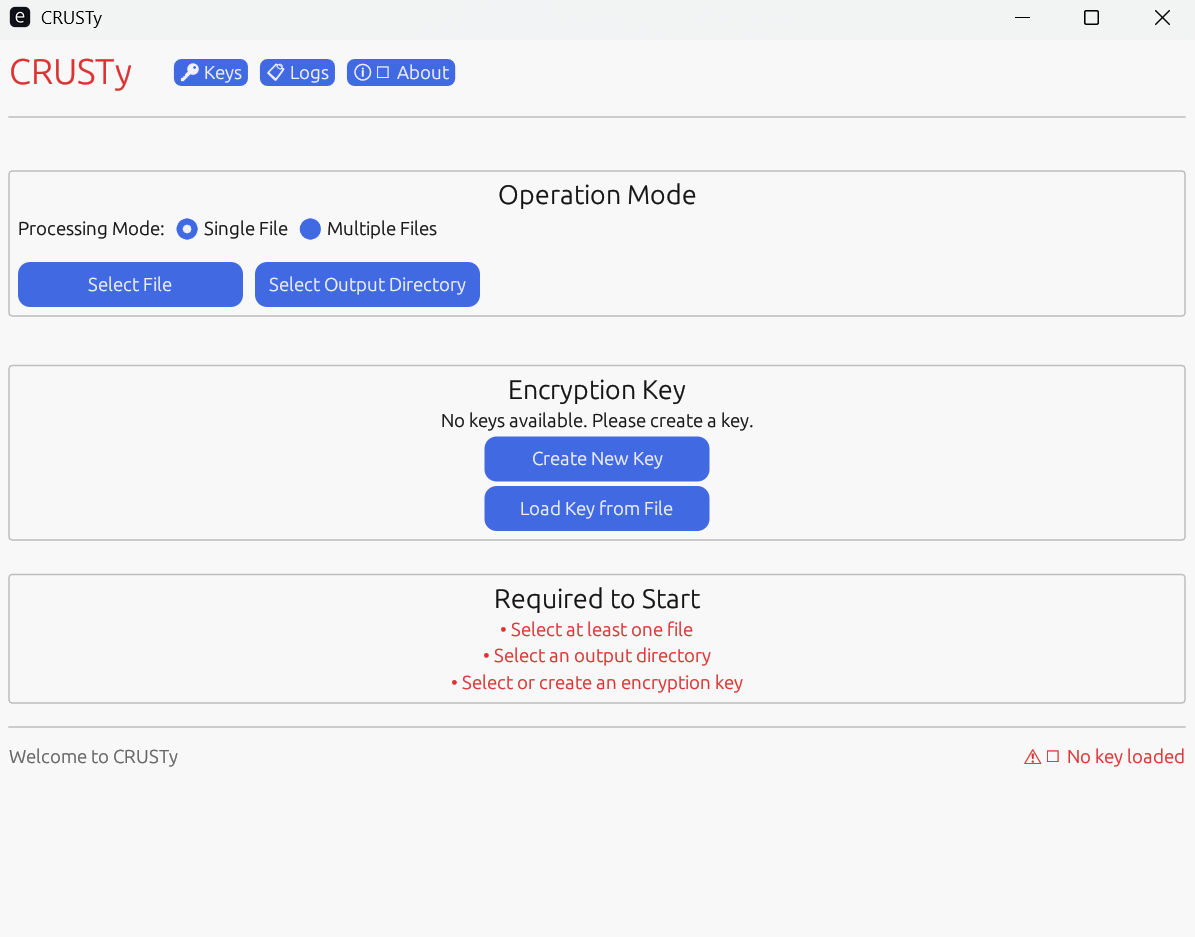 CRUSTy
CRUSTy
Keys
Logs
About
Operation Mode
Processing Mode: Single File Multiple Files
Select File
Select Output Directory
Encryption Key
No keys available. Please create a key.
Create New Key
Load Key from File
Required to Start
• Select at least one file
• Select an output directory
• Select or create an encryption key
Welcome to CRUSTy
⚠ □ No key loaded